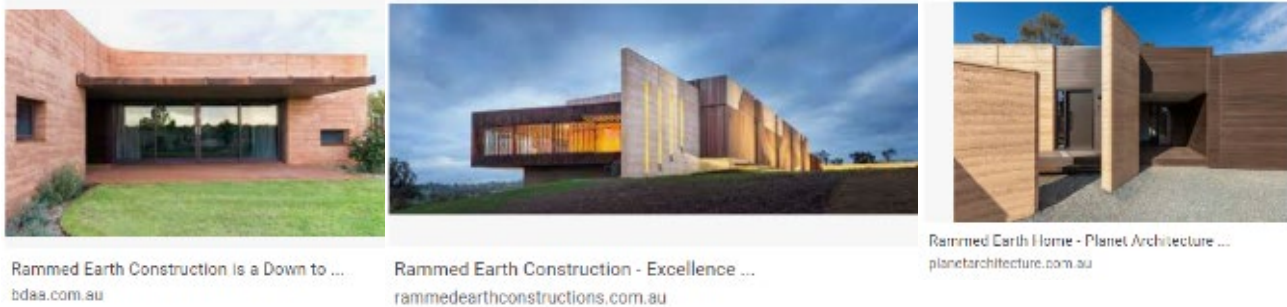 Rammed Earth Construction is a Down to ...
bdaa.com.au
Rammed Earth Construction - Excellence ...
rammedearthconstructions.com.au
Rammed Earth Home - Planet Architecture ...
planetarchitecture.com.au